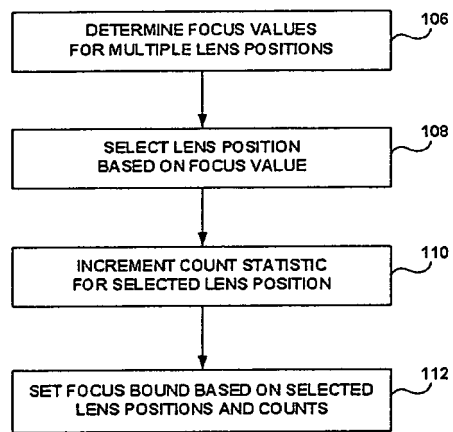 DETERMINE FOCUS VALUES
FOR MULTIPLE LENS POSITIONS
106
SELECT LENS POSITION
BASED ON FOCUS VALUE
108
INCREMENT COUNT STATISTIC
FOR SELECTED LENS POSITION
110
SET FOCUS BOUND BASED ON SELECTED
LENS POSITIONS AND COUNTS
112